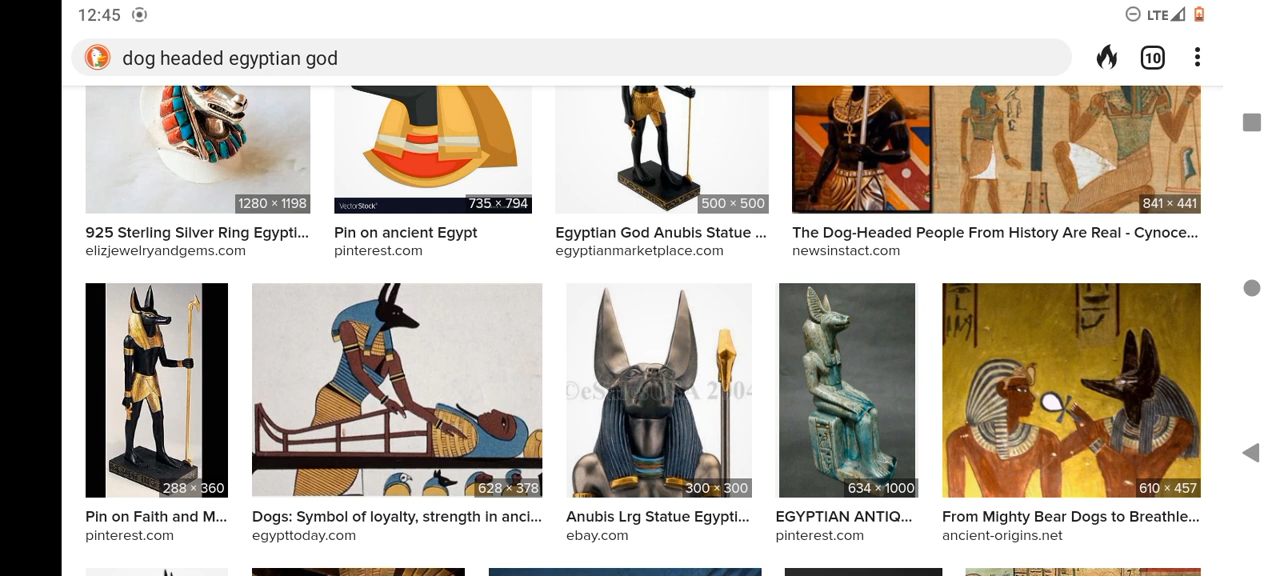 12:45
LTE
dog headed egyptian god
10
1280 × 1198
VectorStock®
735 × 794
500 × 500
841 × 441
925 Sterling Silver Ring Egypti...
Pin on ancient Egypt
Egyptian God Anubis Statue ...
The Dog-Headed People From History Are Real - Cynoce...
elizjewelryandgems.com
pinterest.com
egyptianmarketplace.com
newsinstact.com
2004
288 × 360
628 × 378
300 × 300
634 × 1000
610 × 457
Pin on Faith and M...
Dogs: Symbol of loyalty, strength in anci...
Anubis Lrg Statue Egypti...
EGYPTIAN ANTIQ...
From Mighty Bear Dogs to Breathle...
pinterest.com
egypttoday.com
ebay.com
pinterest.com
ancient-origins.net